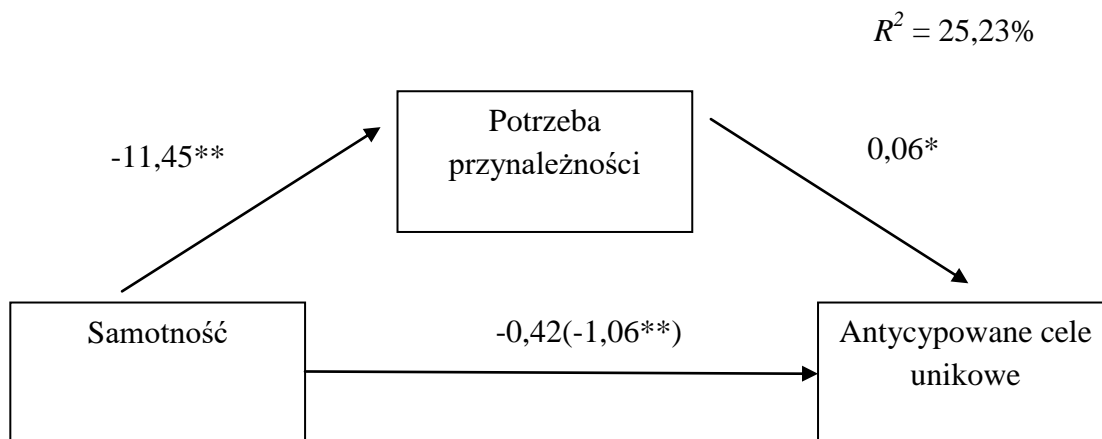 R² = 25,23%
Potrzeba
przynależności
-11,45**
0,06*
Samotność
-0,42(-1,06**)
Antycypowane cele
unikowe